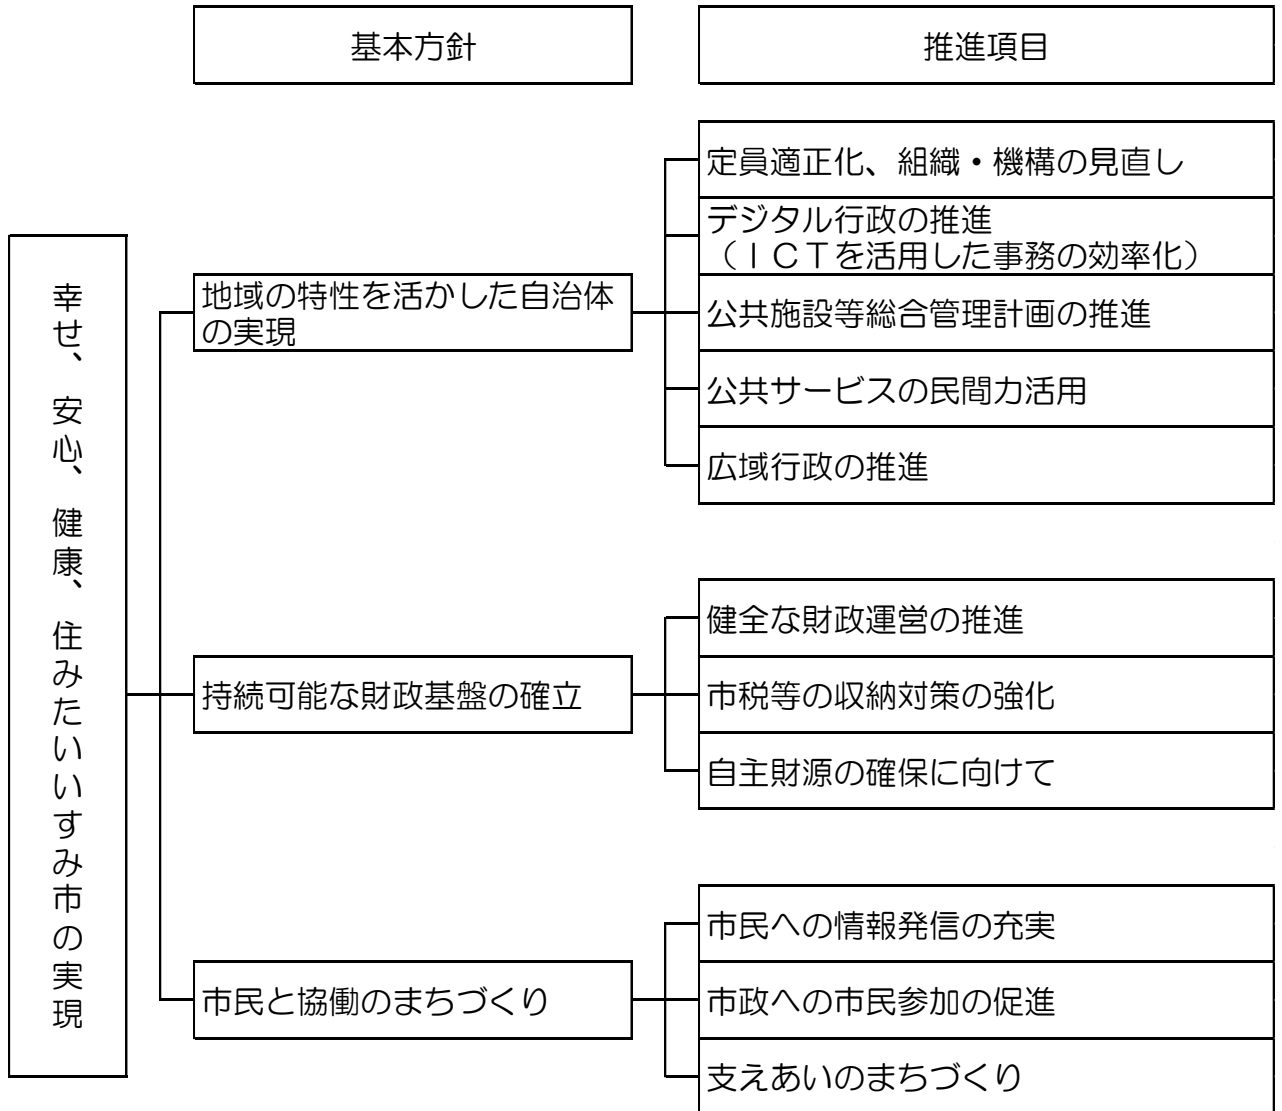 基本方針
推進項目
幸せ、安心、健康、住みたいいすみ市の実現
地域の特性を活かした自治体
の実現
定員適正化、組織・機構の見直し
デジタル行政の推進
（ＩＣＴを活用した事務の効率化）
公共施設等総合管理計画の推進
公共サービスの民間力活用
広域行政の推進
持続可能な財政基盤の確立
健全な財政運営の推進
市税等の収納対策の強化
自主財源の確保に向けて
市民と協働のまちづくり
市民への情報発信の充実
市政への市民参加の促進
支えあいのまちづくり